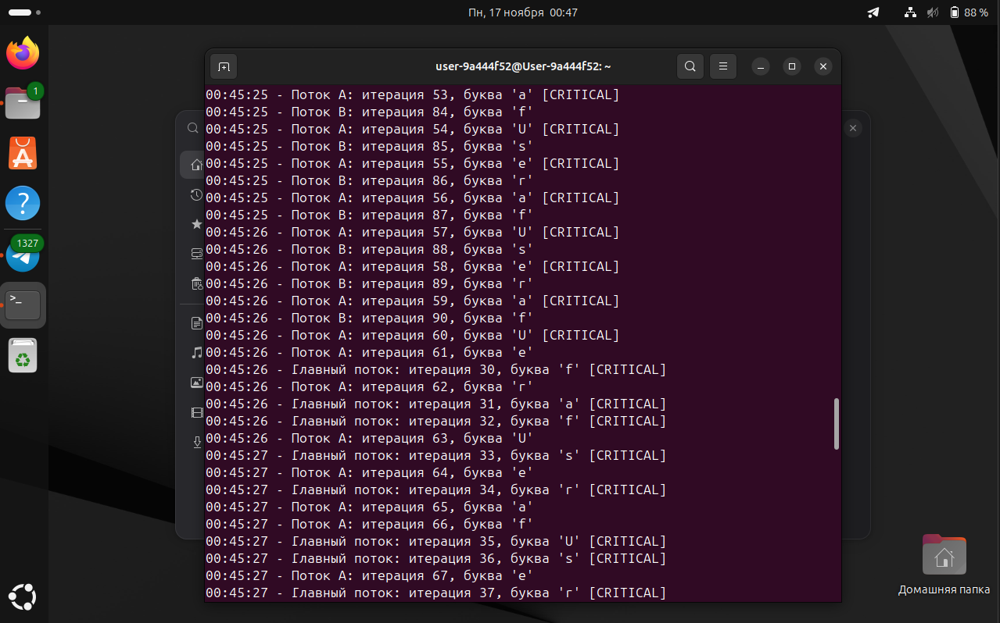 Пн, 17 ноября 00:47
88 %
1
1327
user-9a444f52@User-9a444f52: ~
00:45:25 - Поток A: итерация 53, буква 'a' [CRITICAL]
00:45:25 - Поток B: итерация 84, буква 'f'
00:45:25 - Поток A: итерация 54, буква 'U' [CRITICAL]
00:45:25 - Поток B: итерация 85, буква 's'
00:45:25 - Поток A: итерация 55, буква 'e' [CRITICAL]
00:45:25 - Поток B: итерация 86, буква 'r'
00:45:25 - Поток A: итерация 56, буква 'a' [CRITICAL]
00:45:25 - Поток B: итерация 87, буква 'f'
00:45:26 - Поток A: итерация 57, буква 'U' [CRITICAL]
00:45:26 - Поток B: итерация 88, буква 's'
00:45:26 - Поток A: итерация 58, буква 'e' [CRITICAL]
00:45:26 - Поток B: итерация 89, буква 'r'
00:45:26 - Поток A: итерация 59, буква 'a' [CRITICAL]
00:45:26 - Поток B: итерация 90, буква 'f'
00:45:26 - Поток A: итерация 60, буква 'U' [CRITICAL]
00:45:26 - Поток A: итерация 61, буква 'e'
00:45:26 - Главный поток: итерация 30, буква 'f' [CRITICAL]
00:45:26 - Поток A: итерация 62, буква 'r'
00:45:26 - Главный поток: итерация 31, буква 'a' [CRITICAL]
00:45:26 - Главный поток: итерация 32, буква 'f' [CRITICAL]
00:45:26 - Поток A: итерация 63, буква 'U'
00:45:27 - Главный поток: итерация 33, буква 's' [CRITICAL]
00:45:27 - Поток A: итерация 64, буква 'e'
00:45:27 - Главный поток: итерация 34, буква 'r' [CRITICAL]
00:45:27 - Поток A: итерация 65, буква 'a'
00:45:27 - Поток A: итерация 66, буква 'f'
00:45:27 - Главный поток: итерация 35, буква 'U' [CRITICAL]
00:45:27 - Главный поток: итерация 36, буква 's' [CRITICAL]
00:45:27 - Поток A: итерация 67, буква 'e'
00:45:27 - Главный поток: итерация 37, буква 'r' [CRITICAL]
Домашняя папка